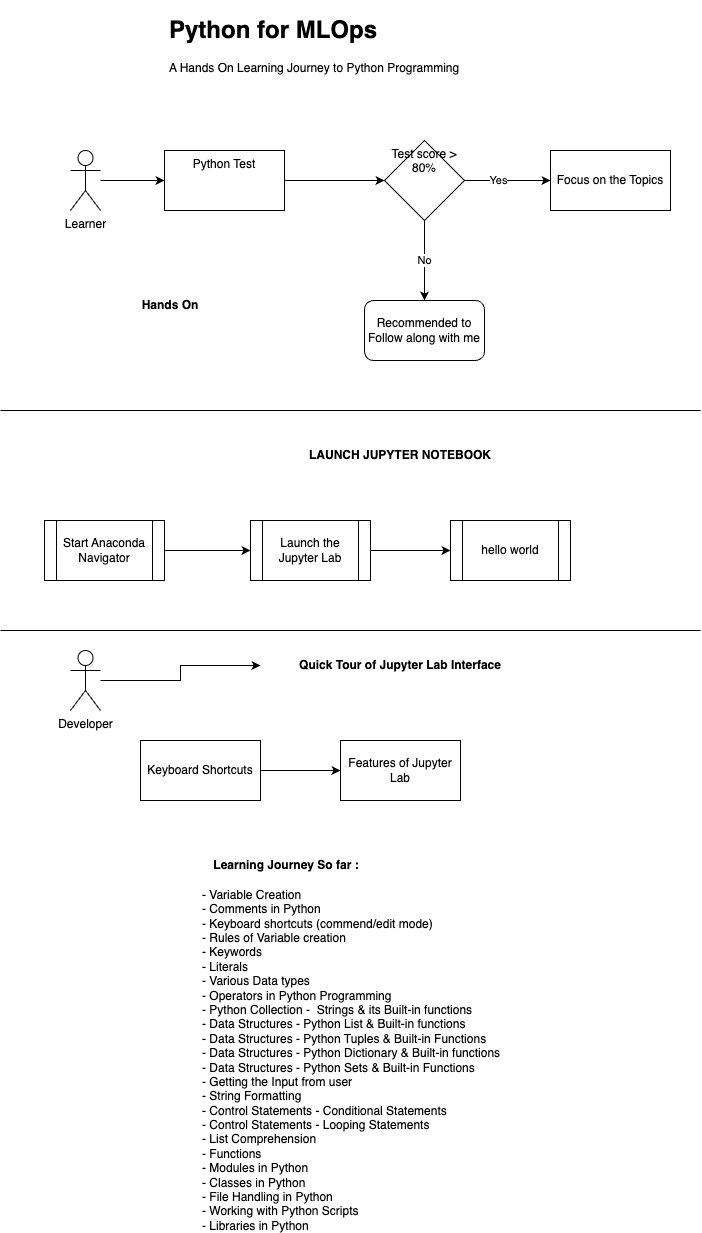 Python for MLOps
A Hands On Learning Journey to Python Programming
Python Test
Test score >
80%
Yes
Focus on the Topics
Learner
No
Hands On
Recommended to
Follow along with me
LAUNCH JUPYTER NOTEBOOK
Start Anaconda
Navigator
Launch the
Jupyter Lab
hello world
Quick Tour of Jupyter Lab Interface
Developer
Keyboard Shortcuts
Features of Jupyter
Lab
Learning Journey So far :
- Variable Creation
- Comments in Python
- Keyboard shortcuts (commend/edit mode)
- Rules of Variable creation
- Keywords
- Literals
- Various Data types
- Operators in Python Programming
- Python Collection -  Strings & its Built-in functions
- Data Structures - Python List & Built-in functions
- Data Structures - Python Tuples & Built-in Functions
- Data Structures - Python Dictionary & Built-in functions
- Data Structures - Python Sets & Built-in Functions
- Getting the Input from user
- String Formatting
- Control Statements - Conditional Statements
- Control Statements - Looping Statements
- List Comprehension
- Functions
- Modules in Python
- Classes in Python
- File Handling in Python
- Working with Python Scripts
- Libraries in Python